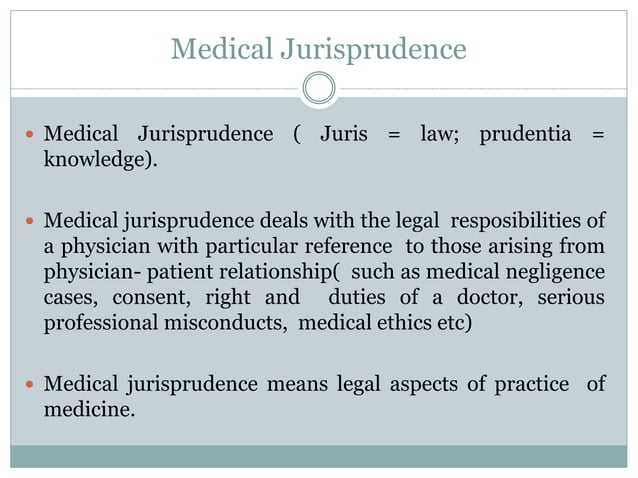 Medical Jurisprudence
• Medical Jurisprudence ( Juris = law; prudentia =
knowledge).
• Medical jurisprudence deals with the legal resposibilities of
a physician with particular reference to those arising from
physician- patient relationship( such as medical negligence
cases, consent, right and duties of a doctor, serious
professional misconducts, medical ethics etc)
• Medical jurisprudence means legal aspects of practice of
medicine.